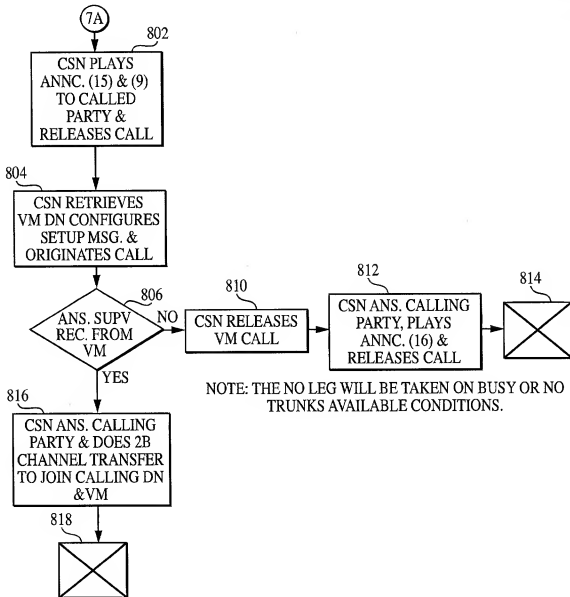 7A
802
CSN PLAYS
ANNC. (15) & (9)
TO CALLED
PARTY &
RELEASES CALL
804
CSN RETRIEVES
VM DN CONFIGURES
SETUP MSG. &
ORIGINATES CALL
806
ANS. SUPV
REC. FROM
VM
NO
YES
810
CSN RELEASES
VM CALL
812
CSN ANS. CALLING
PARTY, PLAYS
ANNC. (16) &
RELEASES CALL
814
NOTE: THE NO LEG WILL BE TAKEN ON BUSY OR NO
TRUNKS AVAILABLE CONDITIONS.
816
CSN ANS. CALLING
PARTY & DOES 2B
CHANNEL TRANSFER
TO JOIN CALLING DN
&VM
818